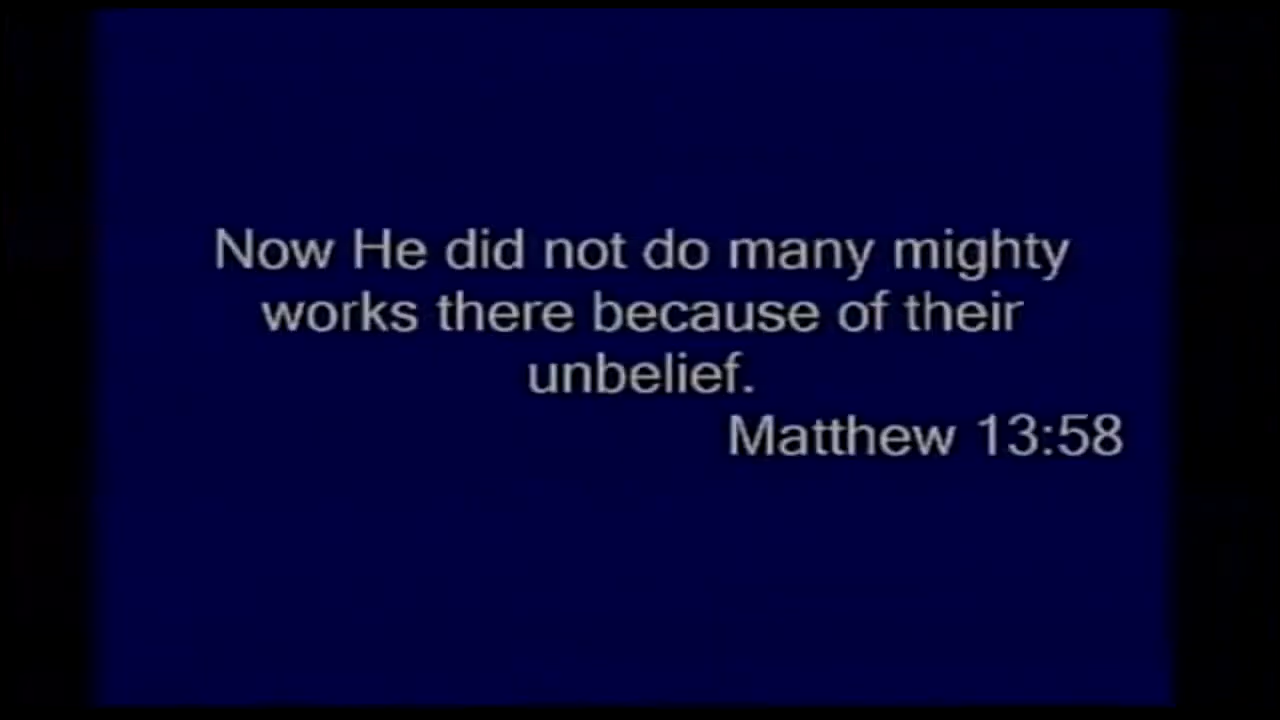 Now He did not do many mighty
works there because of their
unbelief.
Matthew 13:58